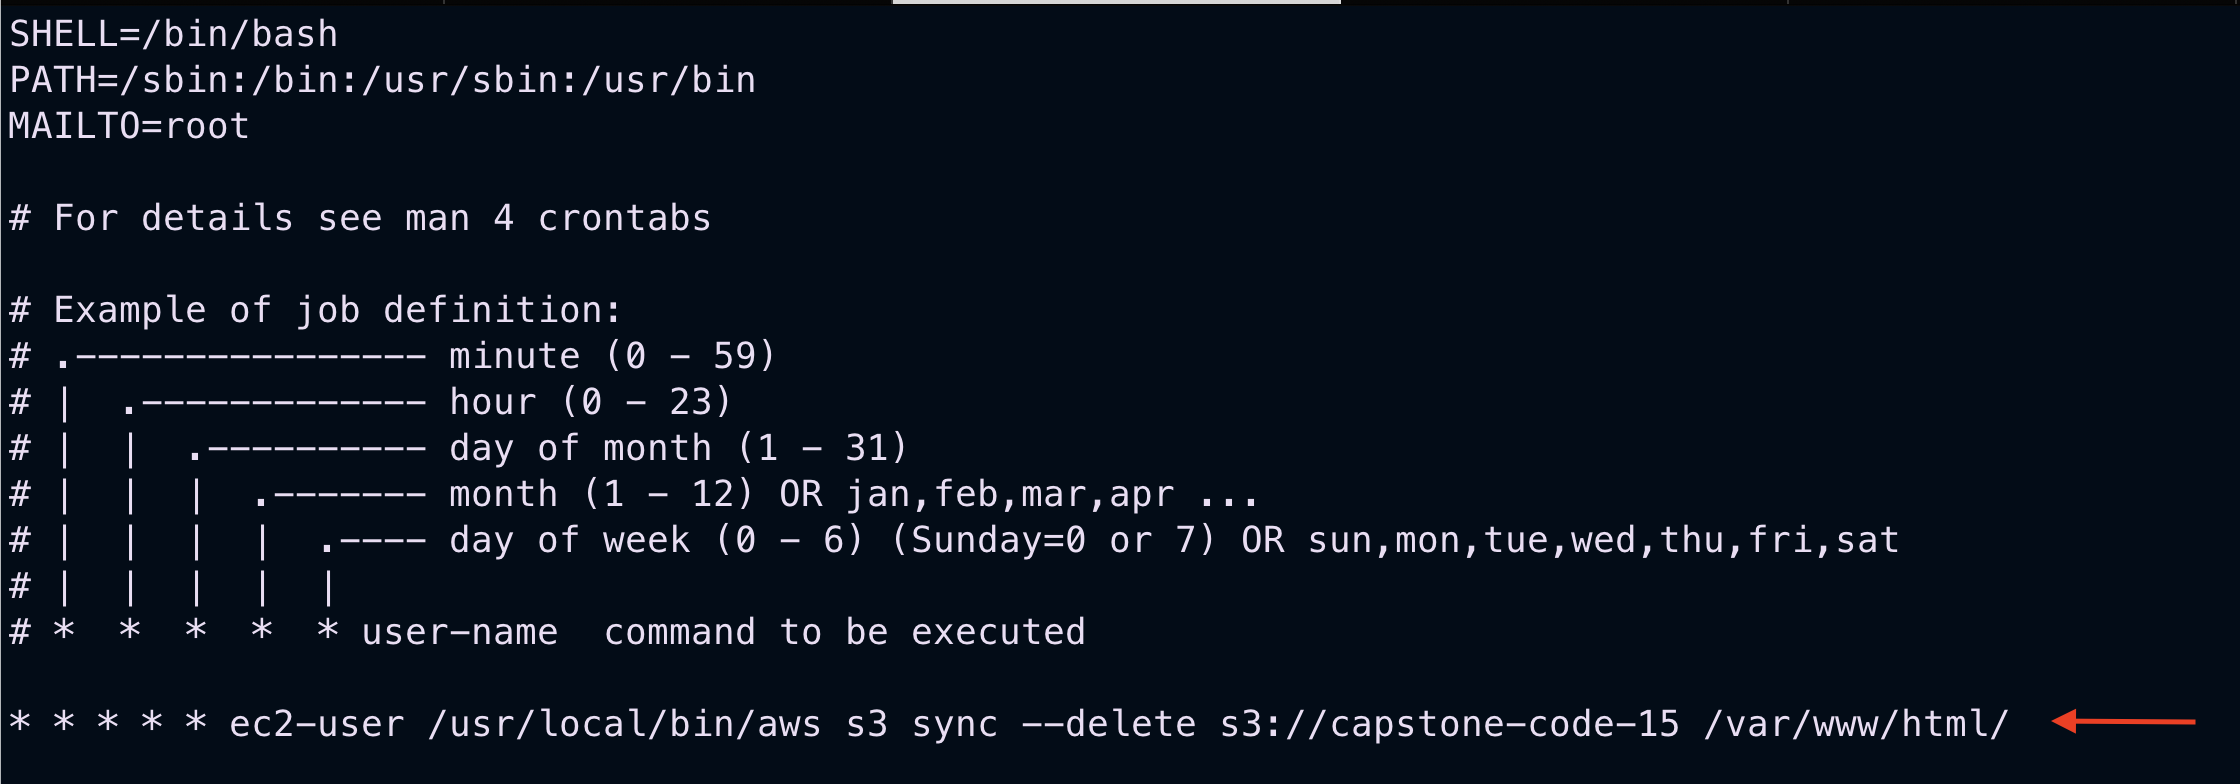 SHELL=/bin/bash
PATH=/sbin:/bin:/usr/sbin:/usr/bin
MAILTO=root

# For details see man 4 crontabs

# Example of job definition:
# .---------------- minute (0 - 59)
# |  .------------- hour (0 - 23)
# |  |  .---------- day of month (1 - 31)
# |  |  |  .------- month (1 - 12) OR jan,feb,mar,apr ...
# |  |  |  |  .---- day of week (0 - 6) (Sunday=0 or 7) OR sun,mon,tue,wed,thu,fri,sat
# |  |  |  |  |
# *  *  *  *  * user-name  command to be executed

* * * * * ec2-user /usr/local/bin/aws s3 sync --delete s3://capstone-code-15 /var/www/html/